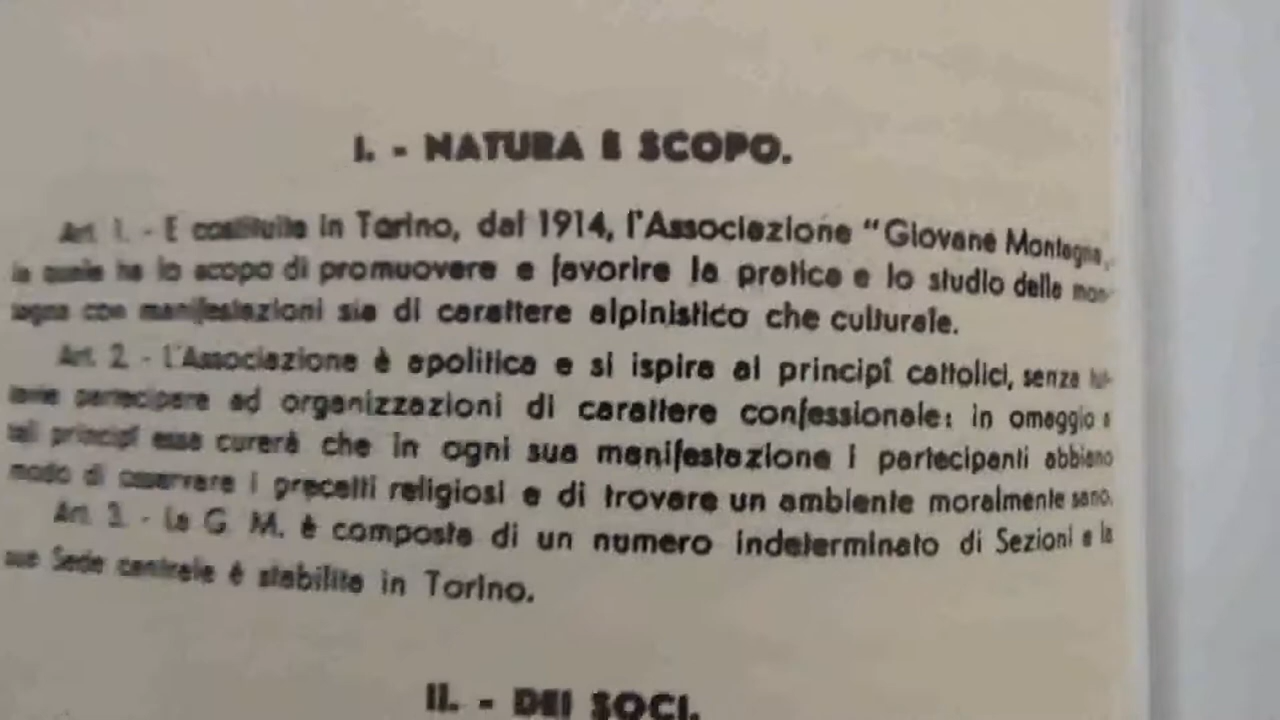 I. - NATURA E SCOPO.
Art. 1. - E costituita in Torino, dal 1914, l'Associazione "Giovane Montagna,,
la quale ha lo scopo di promuovere e favorire la pratica e lo studio della mon-
tagna con manifestazioni sia di carattere alpinistico che culturale.
Art. 2. - L'Associazione è apolitica e si ispira ai principî cattolici, senza tut-
tavia partecipare ad organizzazioni di carattere confessionale: in omaggio a
tali principî essa curerà che in ogni sua manifestazione i partecipanti abbiano
modo di osservare i precetti religiosi e di trovare un ambiente moralmente sano.
Art. 3. - La G. M. è composta di un numero indeterminato di Sezioni e la
sua Sede centrale è stabilita in Torino.
II. - DEI SOCI.